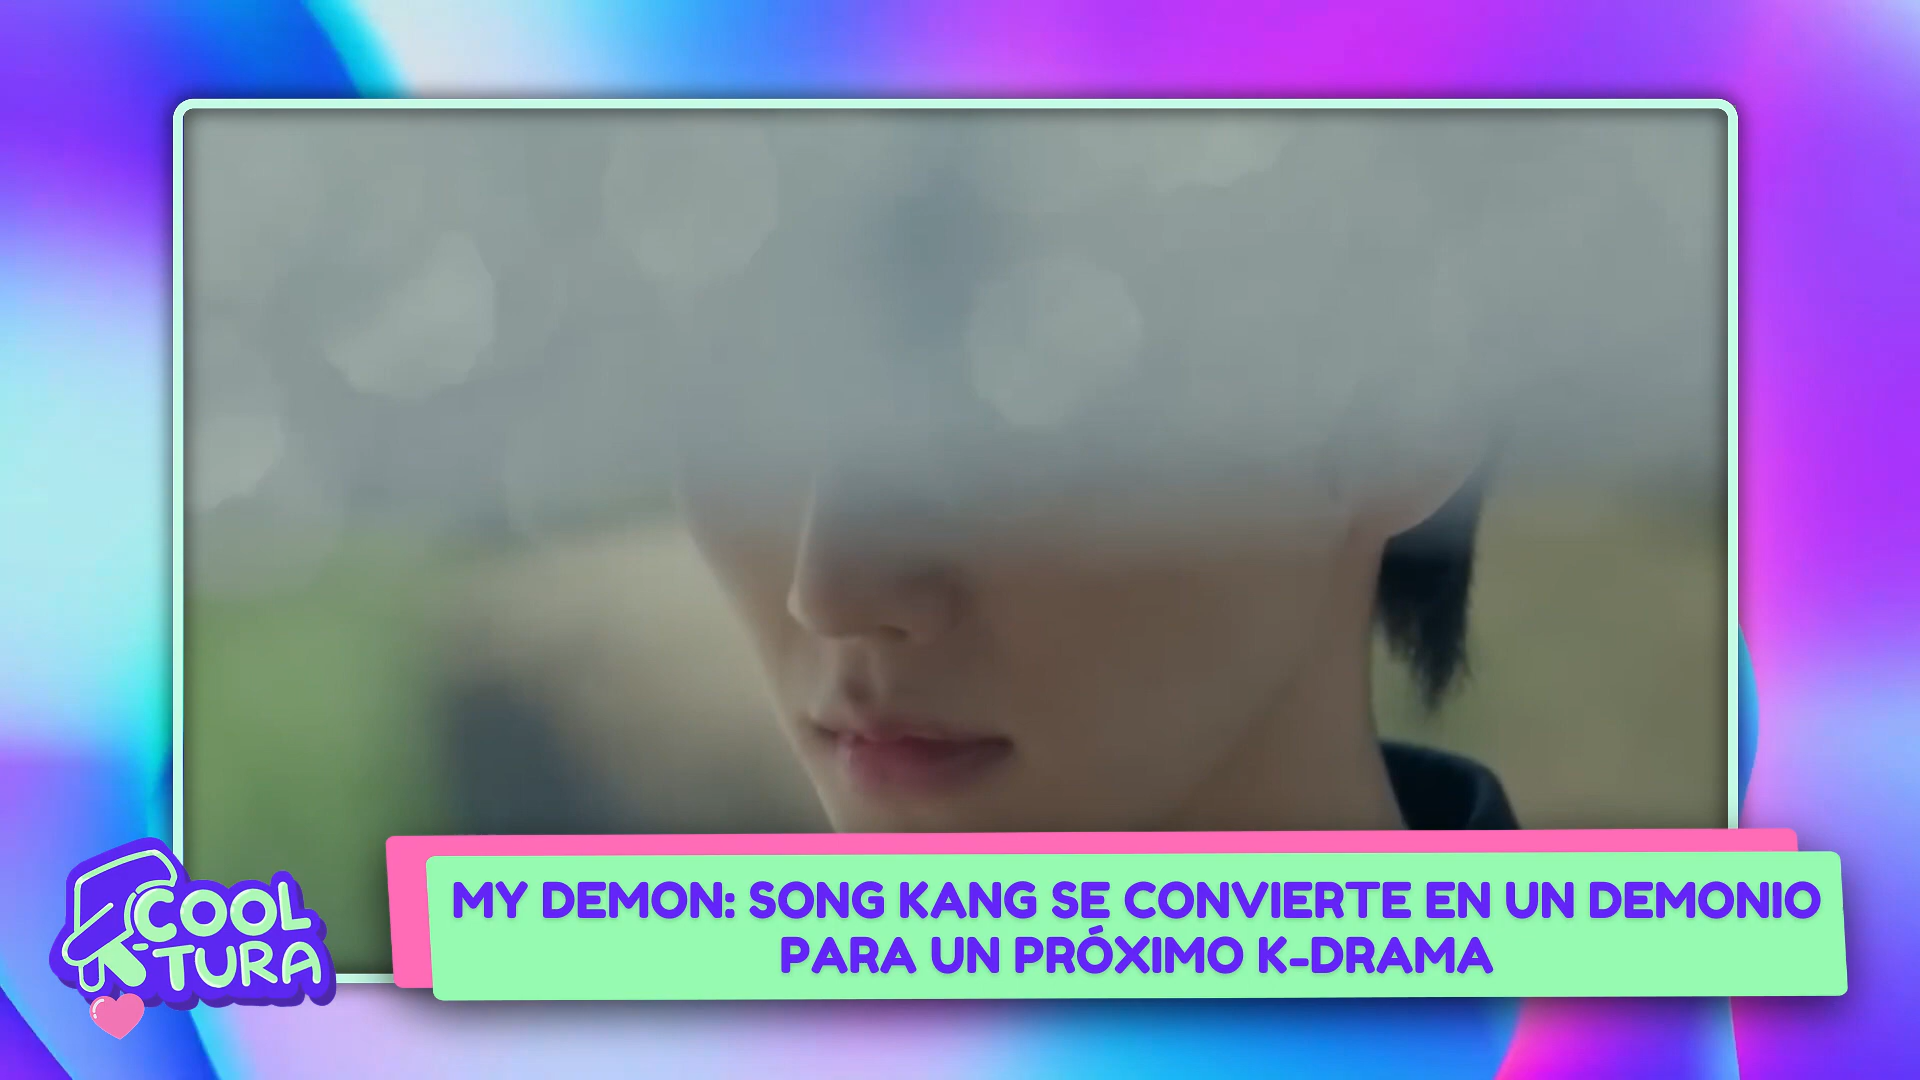 COOL
TURA
MY DEMON: SONG KANG SE CONVIERTE EN UN DEMONIO
PARA UN PRÓXIMO K-DRAMA